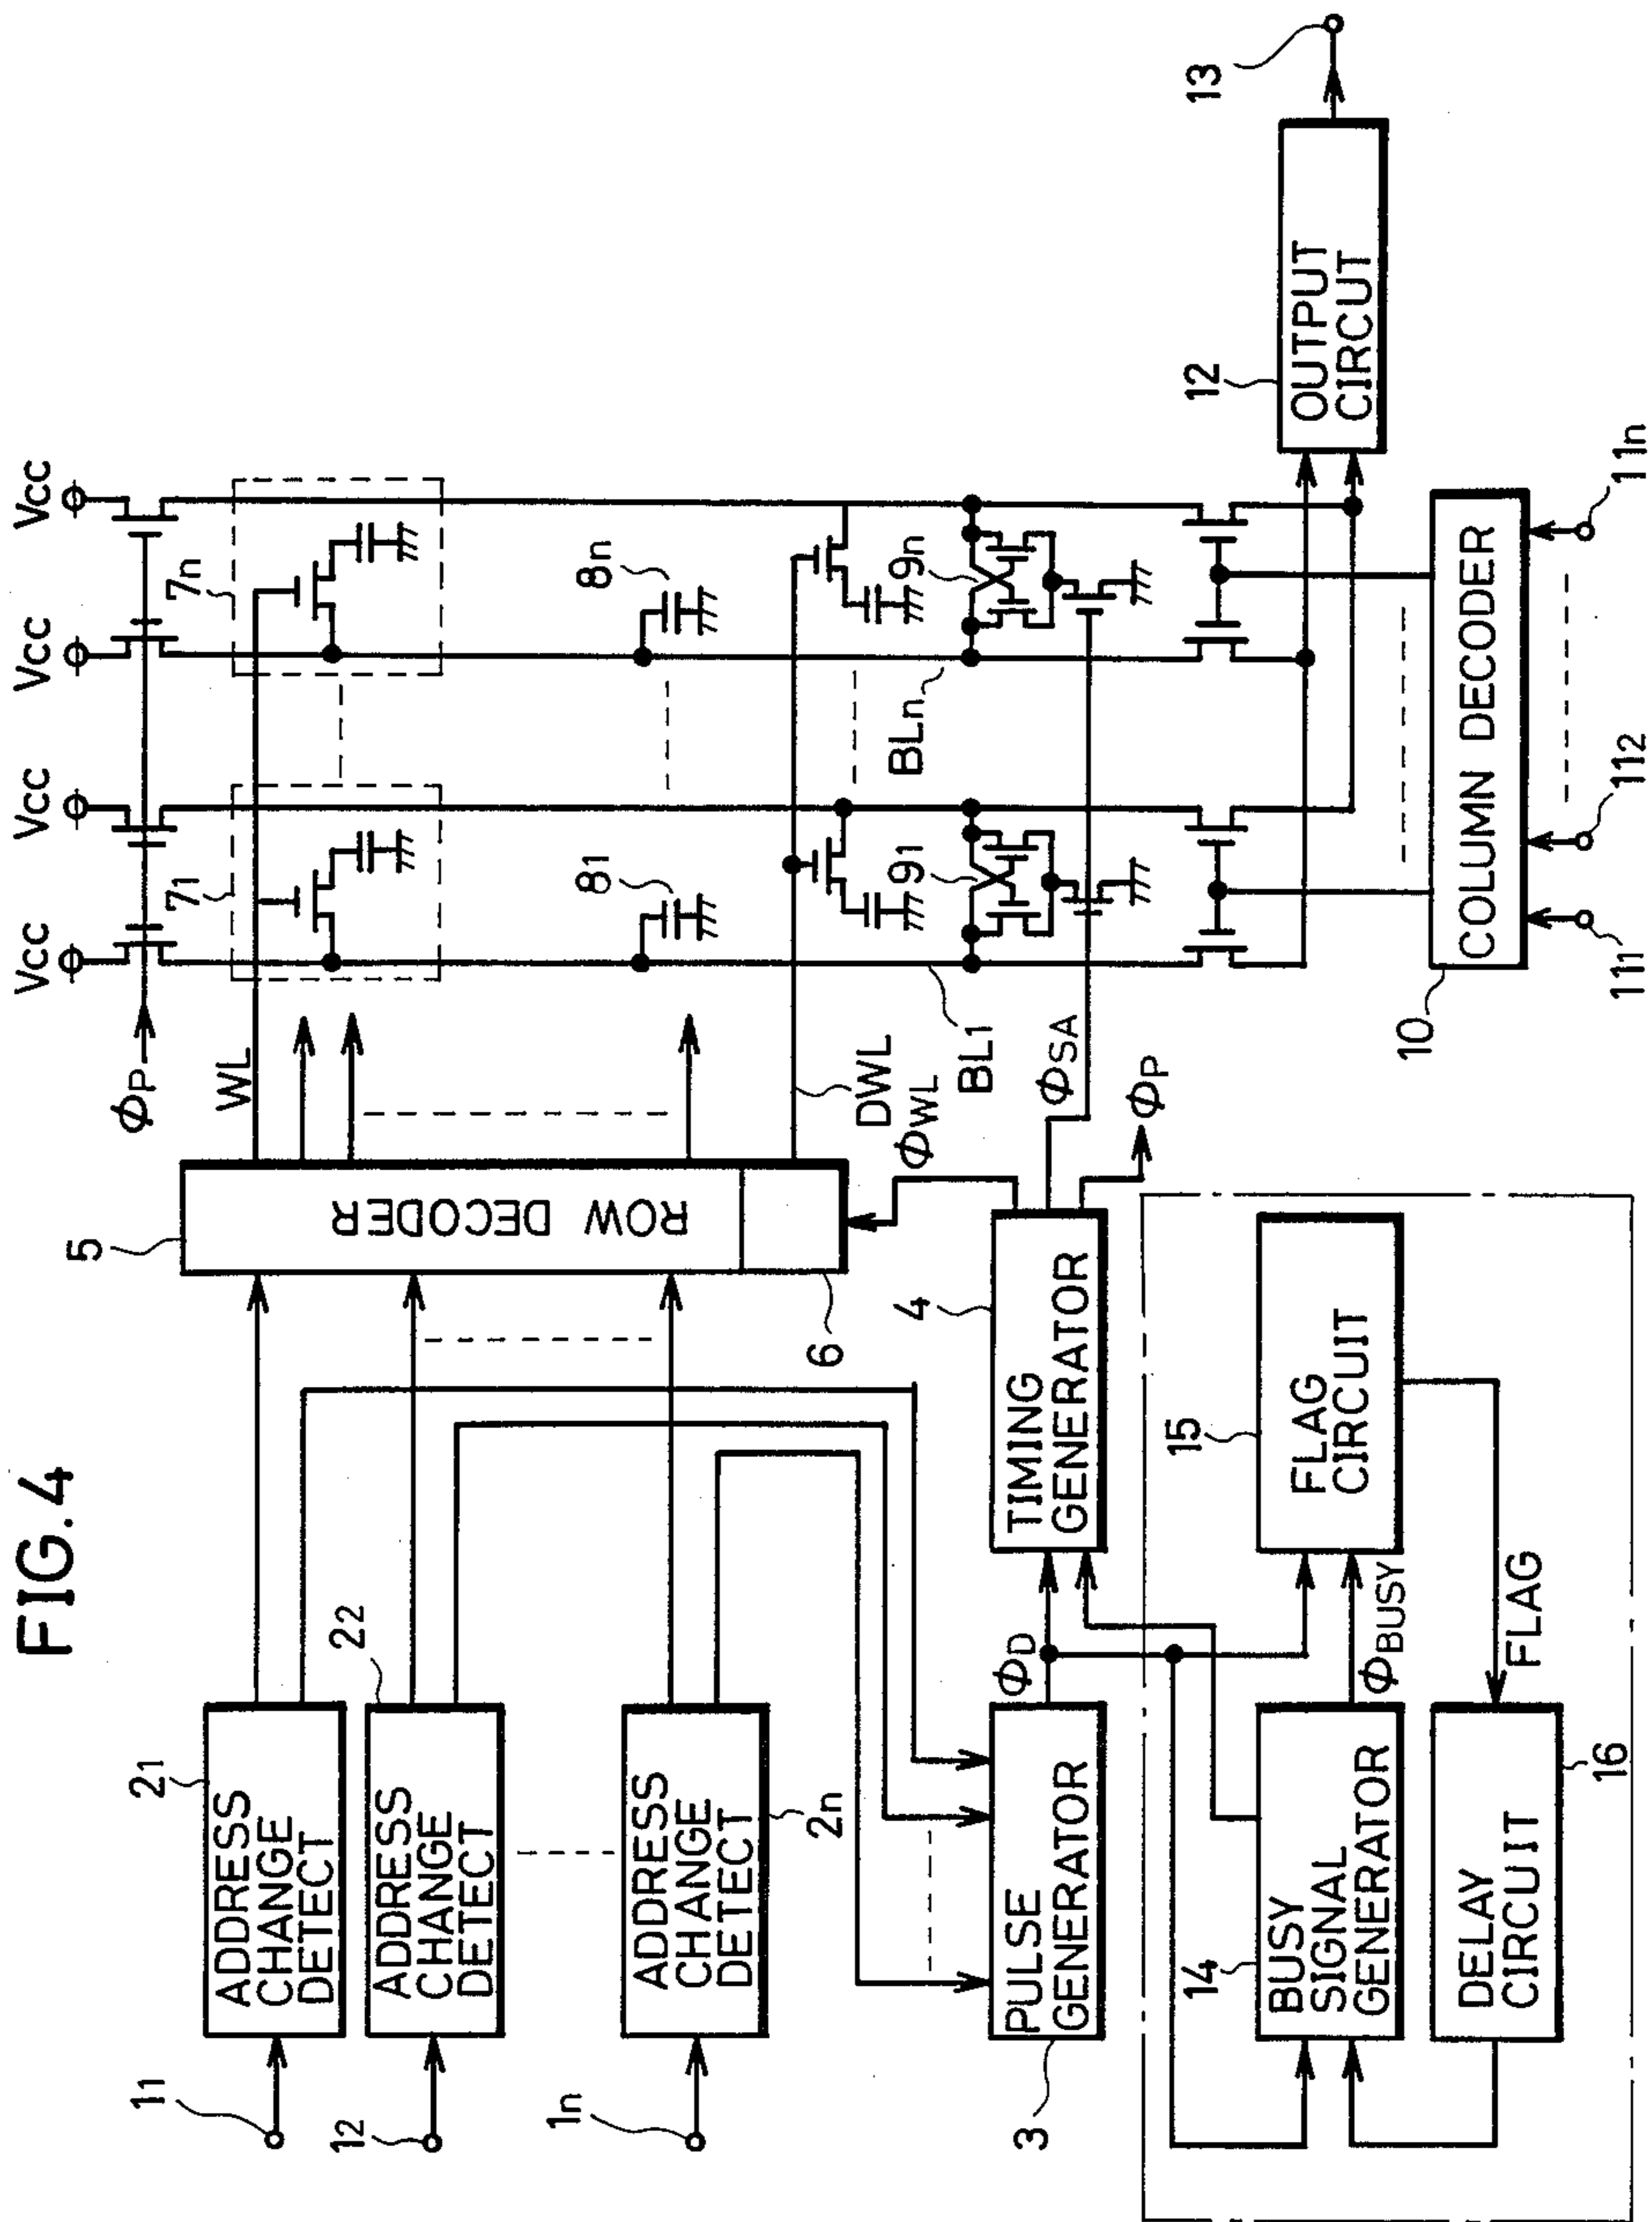 FIG. 4
11
12
1n
21
ADDRESS
CHANGE
DETECT
22
ADDRESS
CHANGE
DETECT
ADDRESS
CHANGE
DETECT
2n
5
ROW DECODER
6
ΦP
WL
VCC
VCC
VCC
VCC
71
7n
81
8n
DWL
ΦWL
BL1
BLn
91
9n
ΦSA
ΦP
3
PULSE
GENERATOR
ΦD
4
TIMING
GENERATOR
14
BUSY
SIGNAL
GENERATOR
ΦBUSY
15
FLAG
CIRCUIT
FLAG
DELAY
CIRCUIT
16
10
COLUMN DECODER
111
112
11n
12
OUTPUT
CIRCUT
13